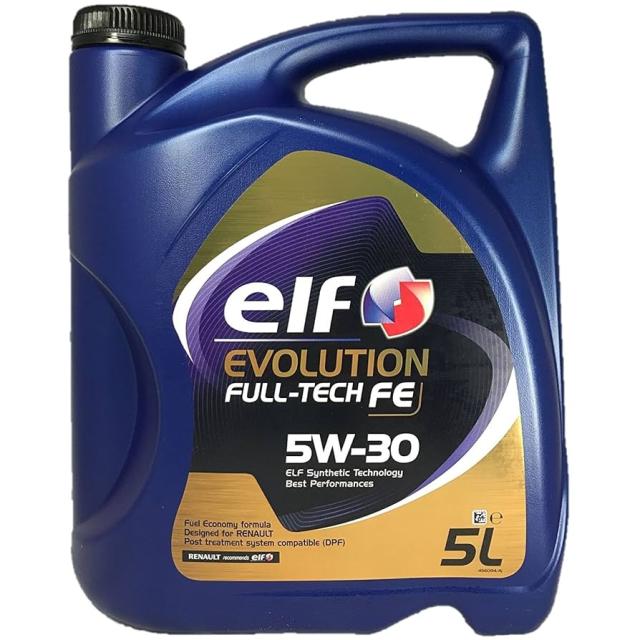 elf
EVOLUTION
FULL-TECH FE
5W-30
ELF Synthetic Technology
Best Performances
Fuel Economy formula
Designed for RENAULT
Post treatment system compatible (DPF)
RENAULT recommends elf
e
5L